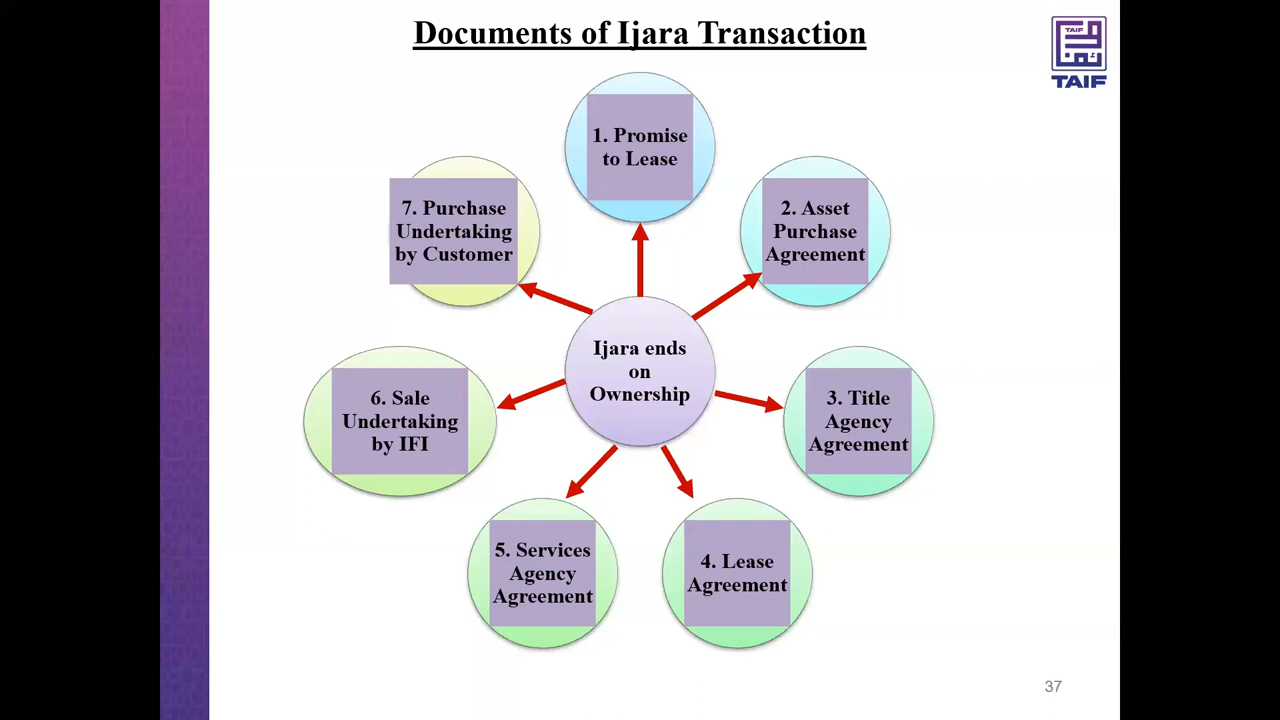 Documents of Ijara Transaction
TAIF
TAIF
1. Promise
to Lease
2. Asset
Purchase
Agreement
3. Title
Agency
Agreement
4. Lease
Agreement
5. Services
Agency
Agreement
6. Sale
Undertaking
by IFI
7. Purchase
Undertaking
by Customer
Ijara ends
on
Ownership
37